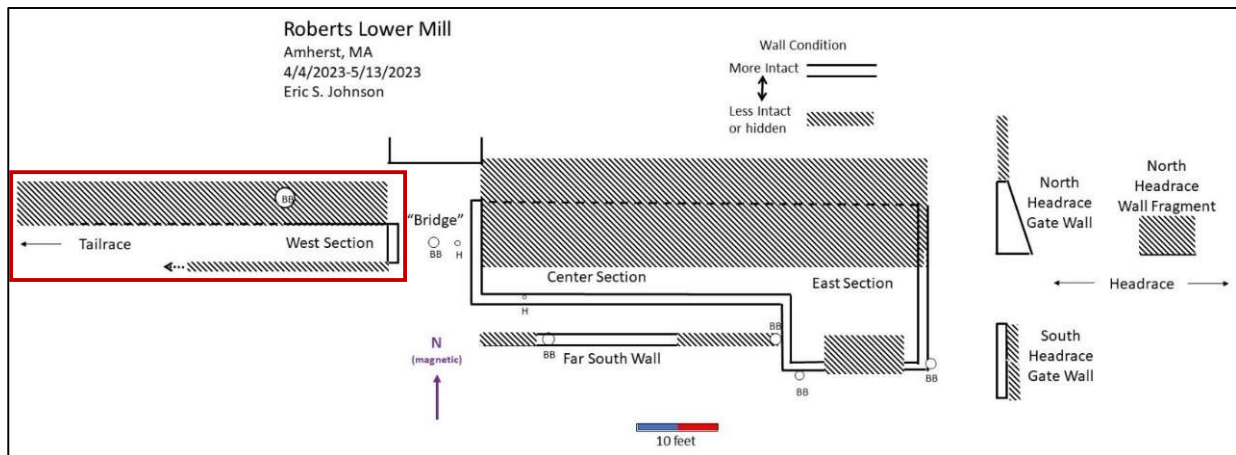 Roberts Lower Mill
Amherst, MA
4/4/2023-5/13/2023
Eric S. Johnson
Wall Condition
More Intact
Less Intact
or hidden
BB
Tailrace
West Section
"Bridge"
BB
H
Center Section
H
East Section
BB
Far South Wall
BB
BB
BB
N
(magnetic)
10 feet
North
Headrace
Gate Wall
North
Headrace
Wall Fragment
Headrace
South
Headrace
Gate Wall